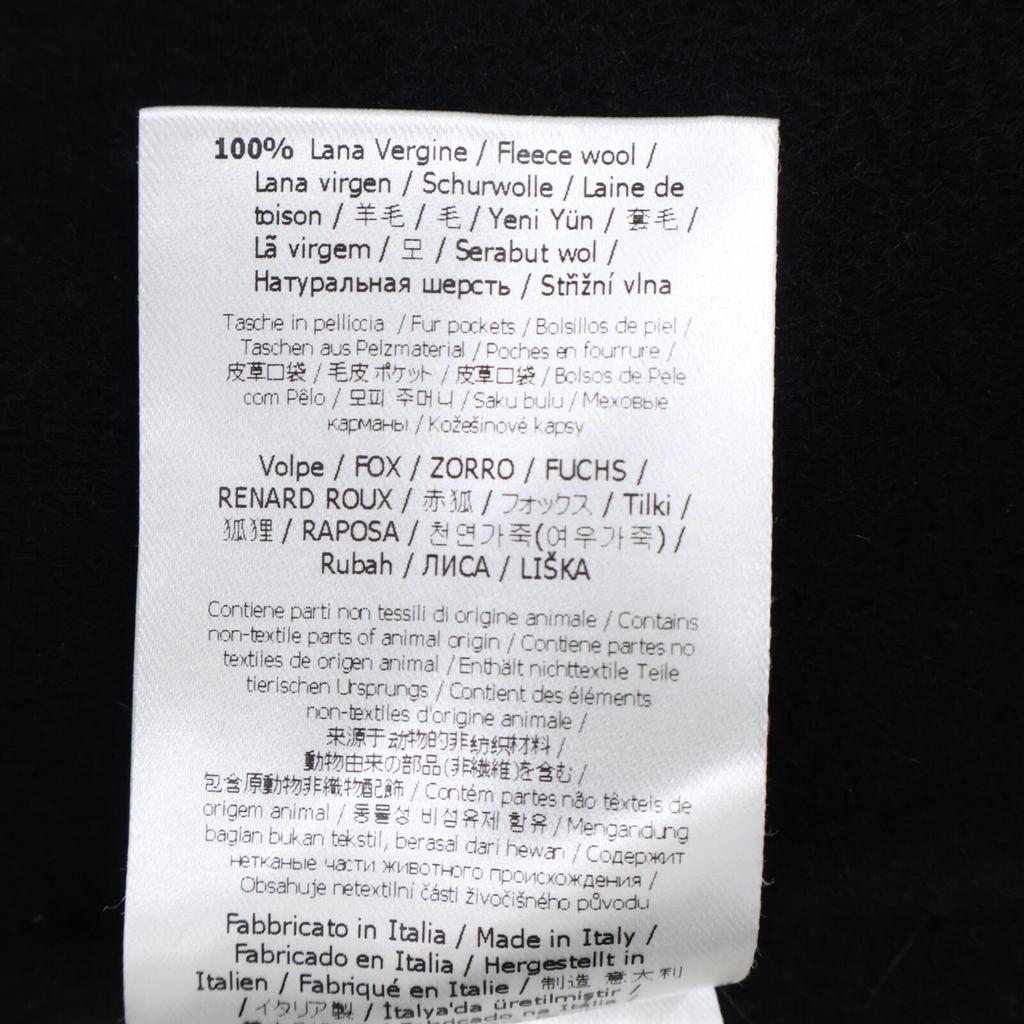 100% Lana Vergine / Fleece wool /
Lana virgen / Schurwolle / Laine de
toison / 羊毛 / 毛 / Yeni Yün / 套毛 /
Lã virgem / 모 / Serabut wol /
Натуральная шерсть / Střížní vlna
Tasche in pelliccia / Fur pockets / Bolsillos de piel /
Taschen aus Pelzmaterial / Poches en fourrure /
皮草口袋 / 毛皮 ポケット / 皮草口袋 / Bolsos de Pele
com Pêlo / 모피 주머니 / Saku bulu / Меховые
карманы / Kožešinové kapsy
Volpe / FOX / ZORRO / FUCHS /
RENARD ROUX / 赤狐 / フォックス / Tilki /
狐狸 / RAPOSA / 천연가죽(여우가죽) /
Rubah / ЛИСА / LIŠKA
Contiene parti non tessili di origine animale / Contains
non-textile parts of animal origin / Contiene partes no
textiles de origen animal / Enthält nichttextile Teile
tierischen Ursprungs / Contient des éléments
non-textiles d'origine animale /
来源于动物的非纺织材料 /
動物由来の部品(非繊維)を含む /
包含原動物非織物配飾 / Contém partes não têxteis de
origem animal / 동물성 비섬유제 함유 / Mengandung
bagian bukan tekstil, berasal dari hewan / Содержит
нетканые части животного происхождения /
Obsahuje netextilní části živočišného původu
Fabbricato in Italia / Made in Italy /
Fabricado en Italia / Hergestellt in
Italien / Fabriqué en Italie / 制造 意大利
/ イタリア製 / İtalya'da üretilmiştir /
Fabricado na Itália /